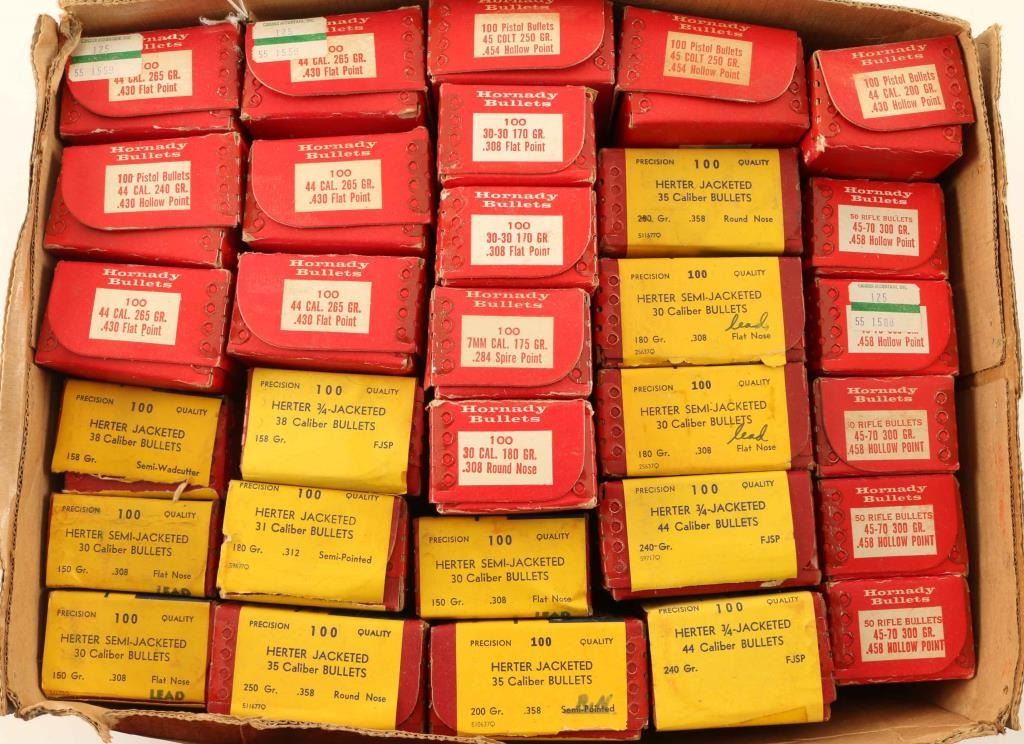 125
55 1558
Bullets
44 CAL. 265 GR.
.430 Flat Point
125
55 1558
44 CAL. 265 GR.
.430 Flat Point
Hornady
Bullets
100 Pistol Bullets
45 COLT 250 GR.
.454 Hollow Point
Hornady
Bullets
100 Pistol Bullets
45 COLT 250 GR.
.454 Hollow Point
Hornady
Bullets
100 Pistol Bullets
44 CAL. 200 GR.
.430 Hollow Point
Hornady
Bullets
100 Pistol Bullets
44 CAL. 240 GR.
.430 Hollow Point
Hornady
Bullets
100
44 CAL. 265 GR.
.430 Flat Point
Hornady
Bullets
100
30-30 170 GR.
.308 Flat Point
Hornady
Bullets
100
30-30 170 GR.
.308 Flat Point
PRECISION 100 QUALITY
HERTER JACKETED
35 Caliber BULLETS
Gr. .358 Round Nose
511677Q
Hornady
Bullets
50 RIFLE BULLETS
45-70 300 GR.
.458 Hollow Point
Hornady
Bullets
100
44 CAL. 265 GR.
.430 Flat Point
Hornady
Bullets
100
44 CAL. 265 GR.
.430 Flat Point
Hornady
Bullets
100
7MM CAL. 175 GR.
.284 Spire Point
PRECISION 100 QUALITY
HERTER SEMI-JACKETED
30 Caliber BULLETS
lead
180 Gr. .308 Flat Nose
25637Q
125
55 1588
45-70 300 GR.
.458 Hollow Point
PRECISION 100 QUALITY
HERTER JACKETED
38 Caliber BULLETS
158 Gr.
Semi-Wadcutter
100
HERTER ¾-JACKETED
38 Caliber BULLETS
158 Gr. FJSP
Hornady
Bullets
100
30 CAL. 180 GR.
.308 Round Nose
PRECISION 100 QUALITY
HERTER SEMI-JACKETED
30 Caliber BULLETS
lead
180 Gr. .308 Flat Nose
25637Q
Hornady
Bullets
RIFLE BULLETS
45-70 300 GR.
.458 HOLLOW POINT
100 QUALITY
HERTER SEMI-JACKETED
30 Caliber BULLETS
150 Gr. .308 Flat Nose
LEAD
PRECISION 100 QUALITY
HERTER JACKETED
31 Caliber BULLETS
180 Gr. .312 Semi-Pointed
PRECISION 100 QUALITY
HERTER SEMI-JACKETED
30 Caliber BULLETS
150 Gr. .308 Flat Nose
LEAD
PRECISION 100 QUALITY
HERTER ¾-JACKETED
44 Caliber BULLETS
240 Gr. FJSP
Hornady
Bullets
50 RIFLE BULLETS
45-70 300 GR.
.458 HOLLOW POINT
PRECISION 100 QUALITY
HERTER SEMI-JACKETED
30 Caliber BULLETS
150 Gr. .308 Flat Nose
LEAD
PRECISION 100 QUALITY
HERTER JACKETED
35 Caliber BULLETS
250 Gr. .358 Round Nose
511677Q
PRECISION 100 QUALITY
HERTER JACKETED
35 Caliber BULLETS
200 Gr. .358 Semi-Pointed
510637Q
PRECISION 100 QUALITY
HERTER ¾-JACKETED
44 Caliber BULLETS
240 Gr. FJSP
Hornady
Bullets
50 RIFLE BULLETS
45-70 300 GR.
.458 HOLLOW POINT